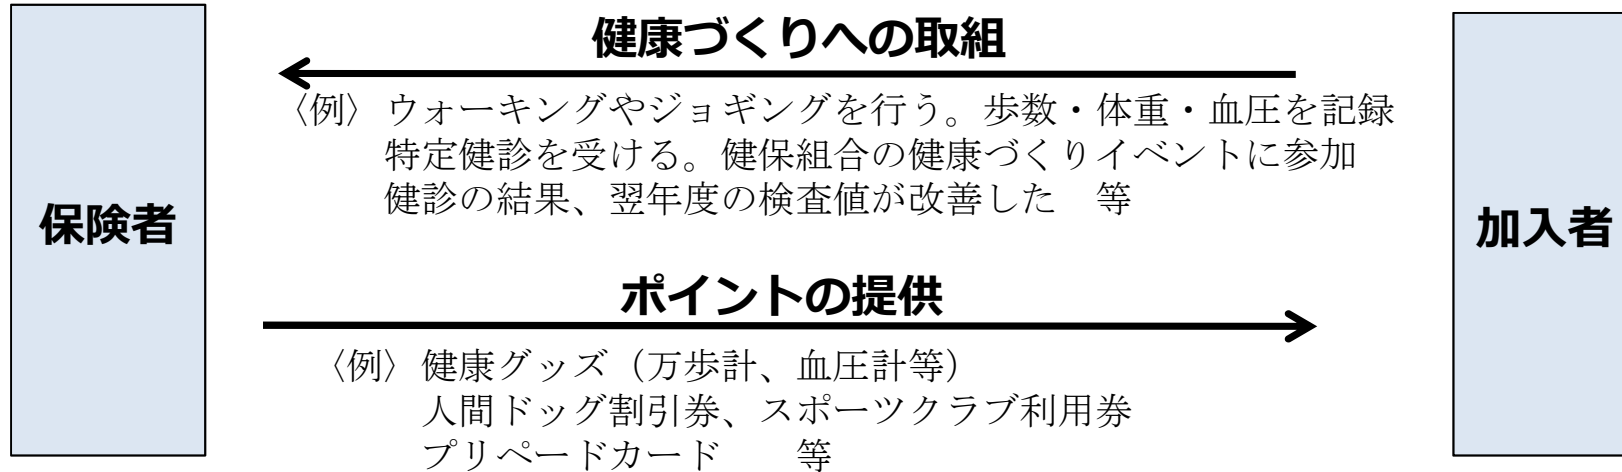 健康づくりへの取組
〈例〉ウォーキングやジョギングを行う。歩数・体重・血圧を記録
特定健診を受ける。健保組合の健康づくりイベントに参加
健診の結果、翌年度の検査値が改善した　等
保険者
加入者
ポイントの提供
〈例〉健康グッズ（万歩計、血圧計等）
人間ドッグ割引券、スポーツクラブ利用券
プリペードカード　　等